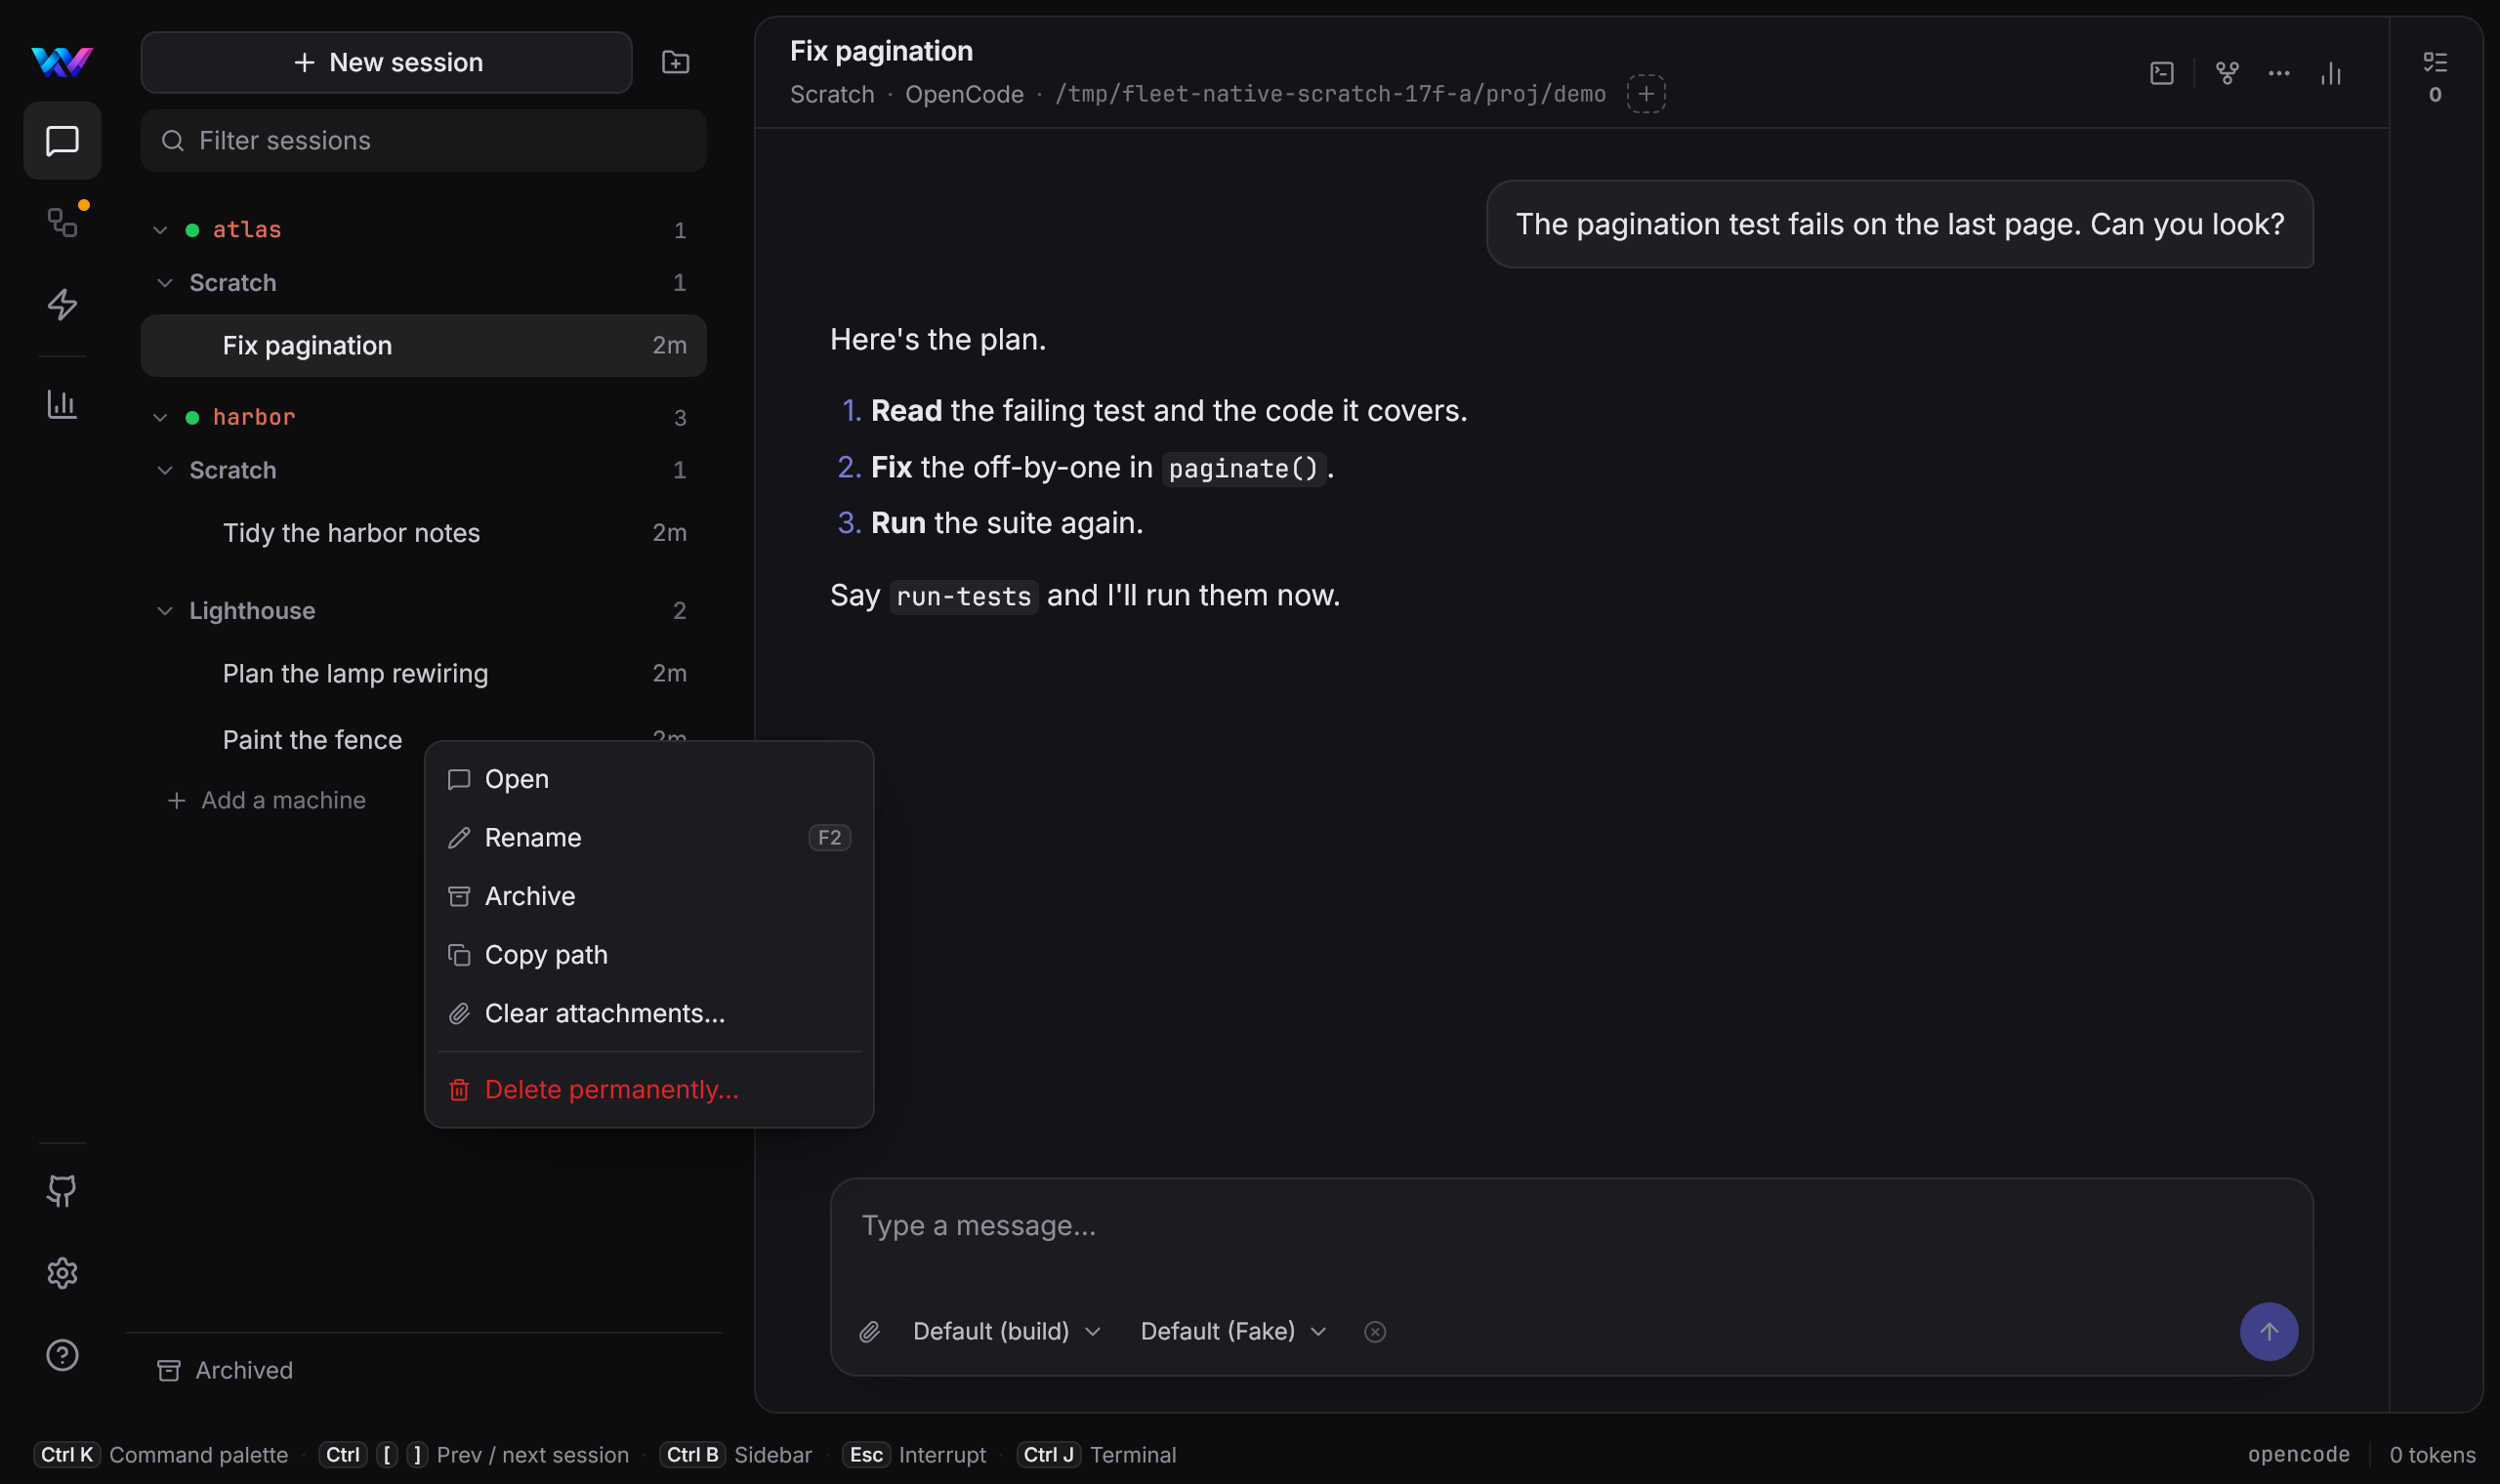 New session
Filter sessions
atlas 1
Scratch 1
Fix pagination 2m
harbor 3
Scratch 1
Tidy the harbor notes 2m
Lighthouse 2
Plan the lamp rewiring 2m
Paint the fence 2m
Add a machine
Open
Rename F2
Archive
Copy path
Clear attachments...
Delete permanently...
Archived
Fix pagination
Scratch · OpenCode · /tmp/fleet-native-scratch-17f-a/proj/demo
0
The pagination test fails on the last page. Can you look?
Here's the plan.
1. Read the failing test and the code it covers.
2. Fix the off-by-one in paginate().
3. Run the suite again.
Say run-tests and I'll run them now.
Type a message...
Default (build) Default (Fake)
Ctrl K Command palette · Ctrl [ ] Prev / next session · Ctrl B Sidebar · Esc Interrupt · Ctrl J Terminal
opencode 0 tokens